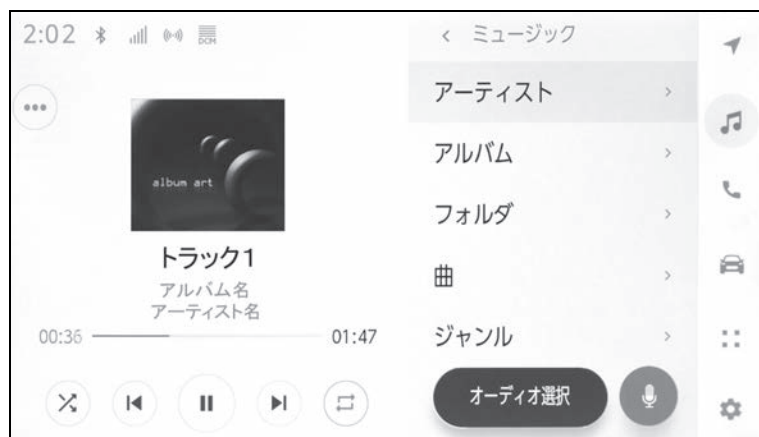 2:02
DCM
album art
トラック1
アルバム名
アーティスト名
00:36
01:47
ミュージック
アーティスト
アルバム
フォルダ
曲
ジャンル
オーディオ選択